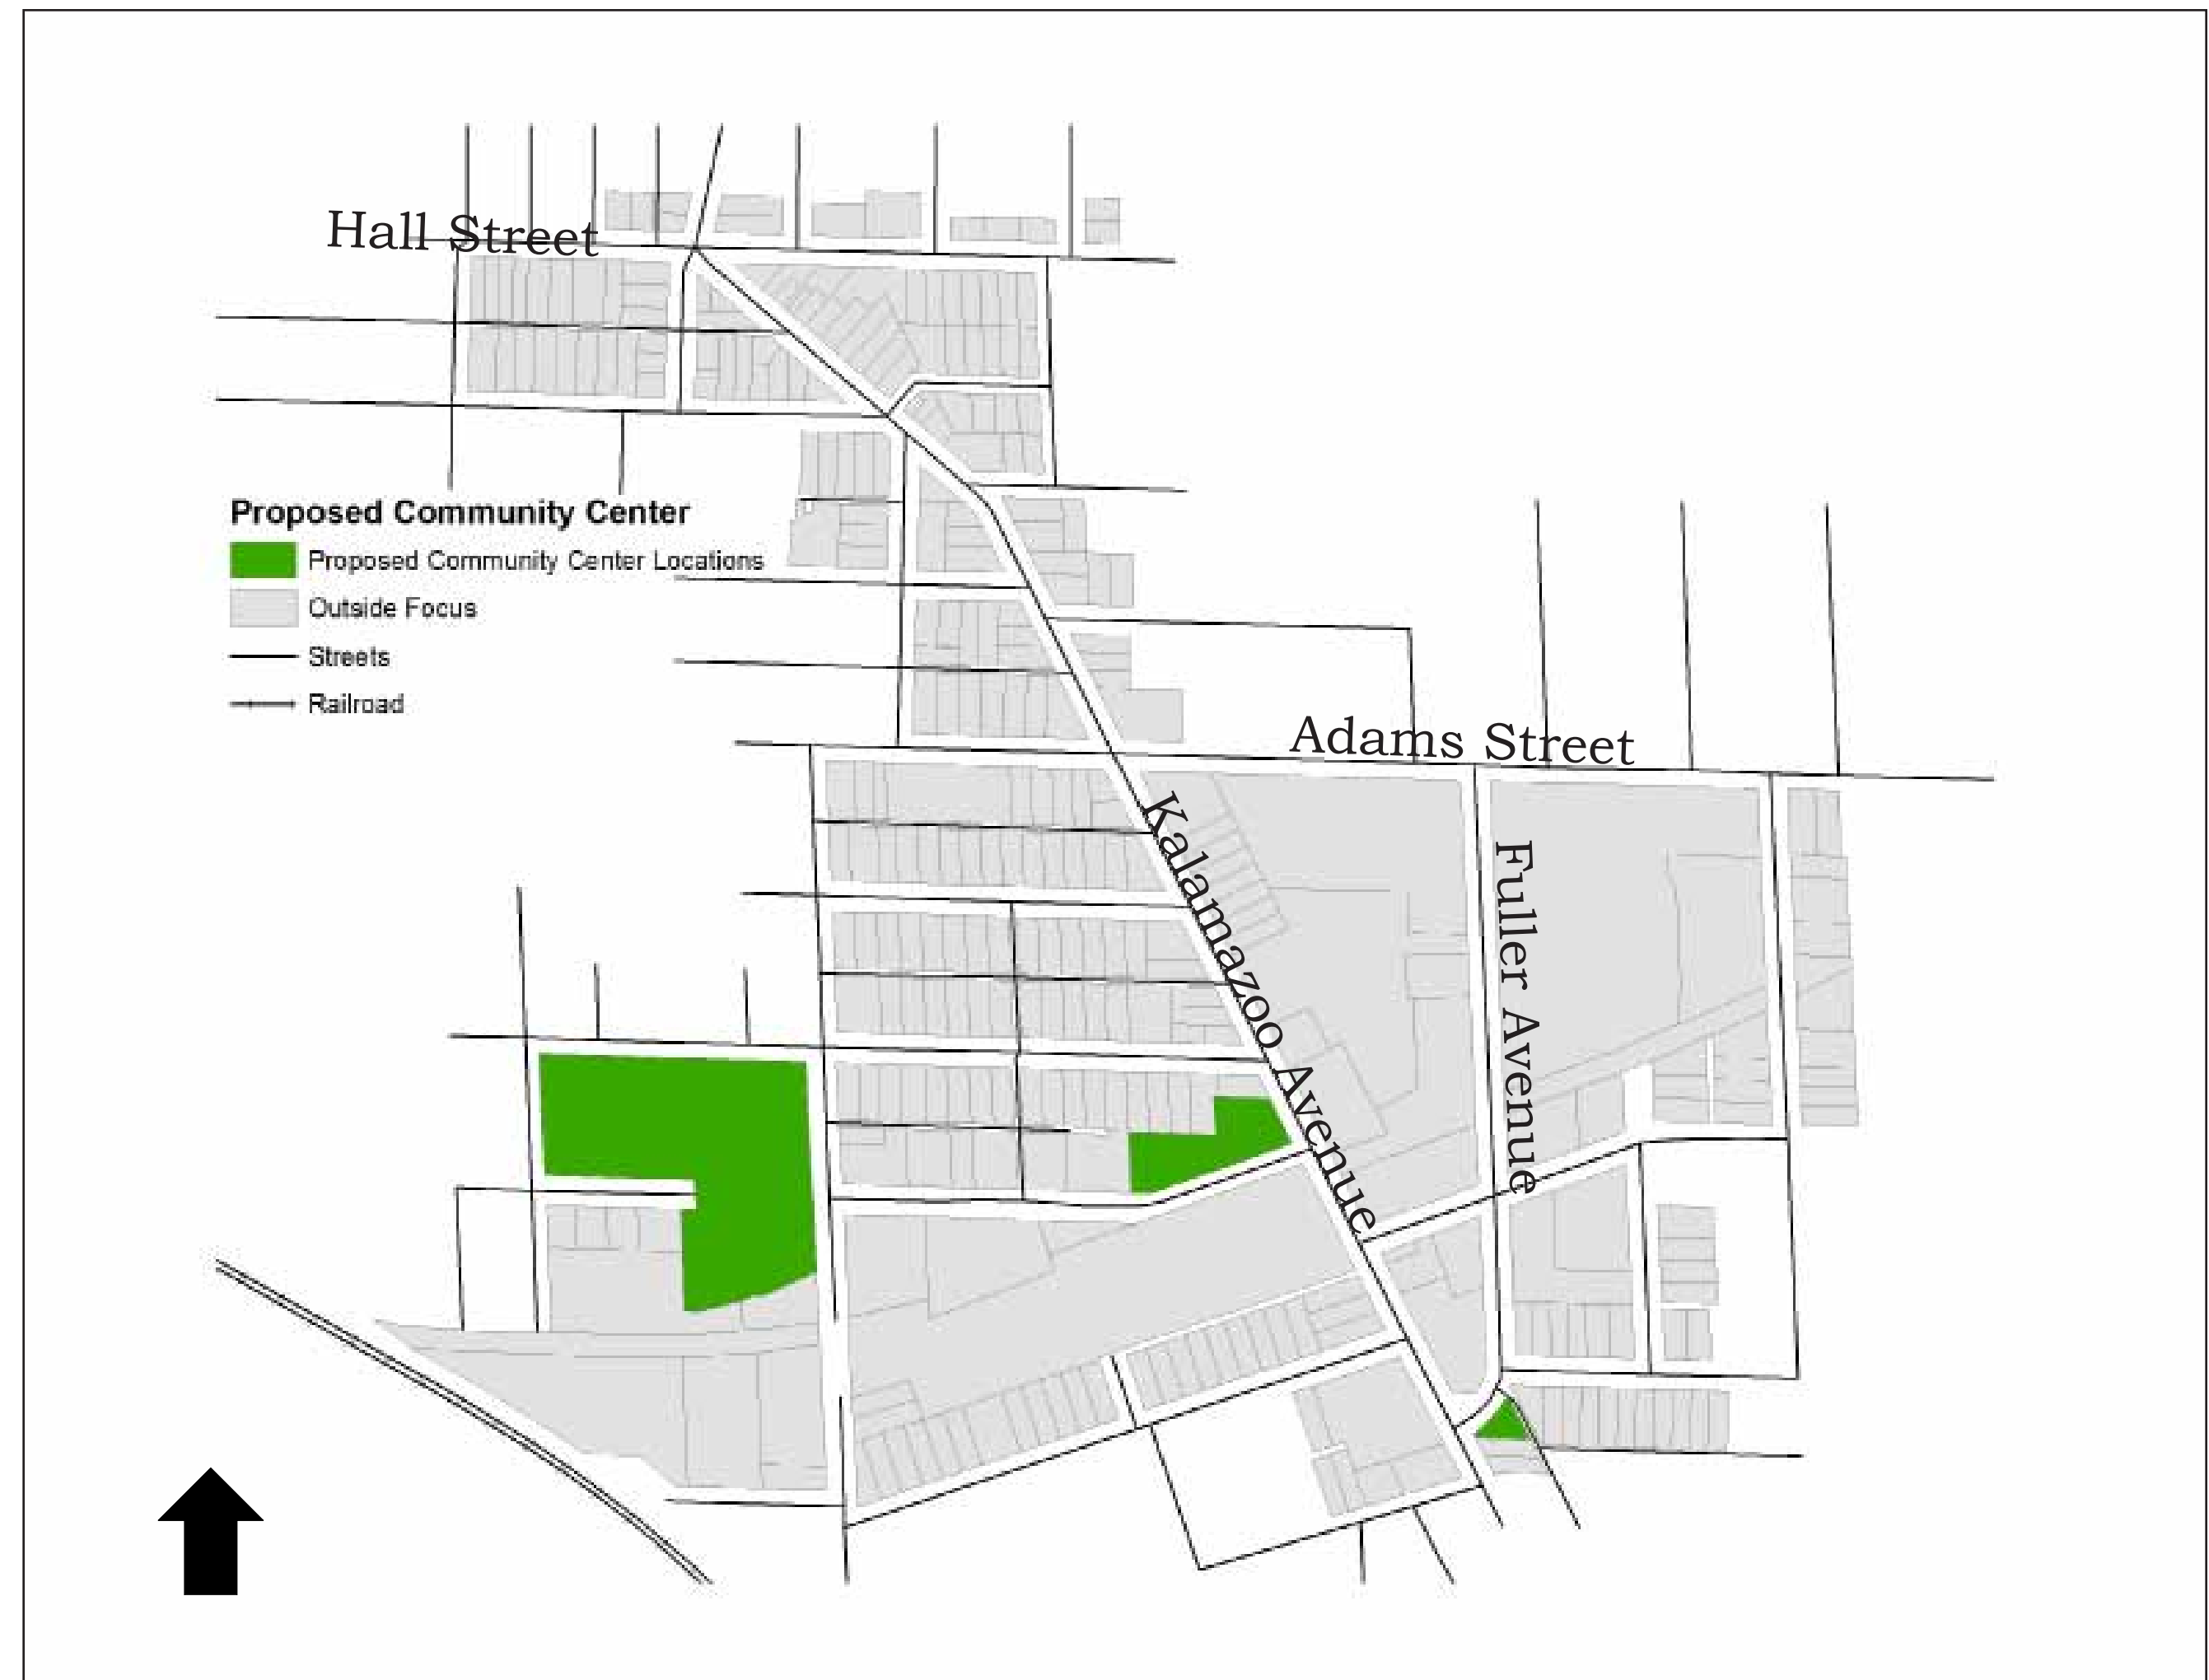 Hall Street
Proposed Community Center
Proposed Community Center Locations
Outside Focus
Streets
Railroad
Adams Street
Kalamazoo Avenue
Fuller Avenue